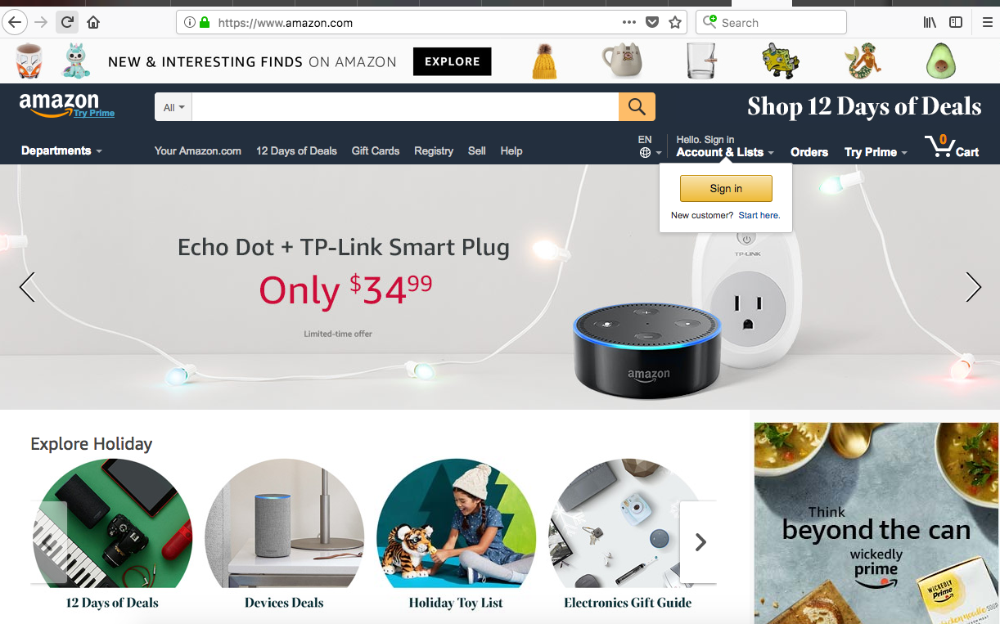 https://www.amazon.com
Search
NEW & INTERESTING FINDS ON AMAZON
EXPLORE
amazon
Try Prime
All
Shop 12 Days of Deals
Departments
Your Amazon.com
12 Days of Deals
Gift Cards
Registry
Sell
Help
EN
Hello. Sign in
Account & Lists
Orders
Try Prime
0
Cart
Sign in
New customer? Start here.
Echo Dot + TP-Link Smart Plug
Only $34.99
Limited-time offer
TP-LINK
amazon
Explore Holiday
12 Days of Deals
Devices Deals
Holiday Toy List
Electronics Gift Guide
Think
beyond the can
wickedly
prime
WICKEDLY
Prime
chicken noodle SOUP